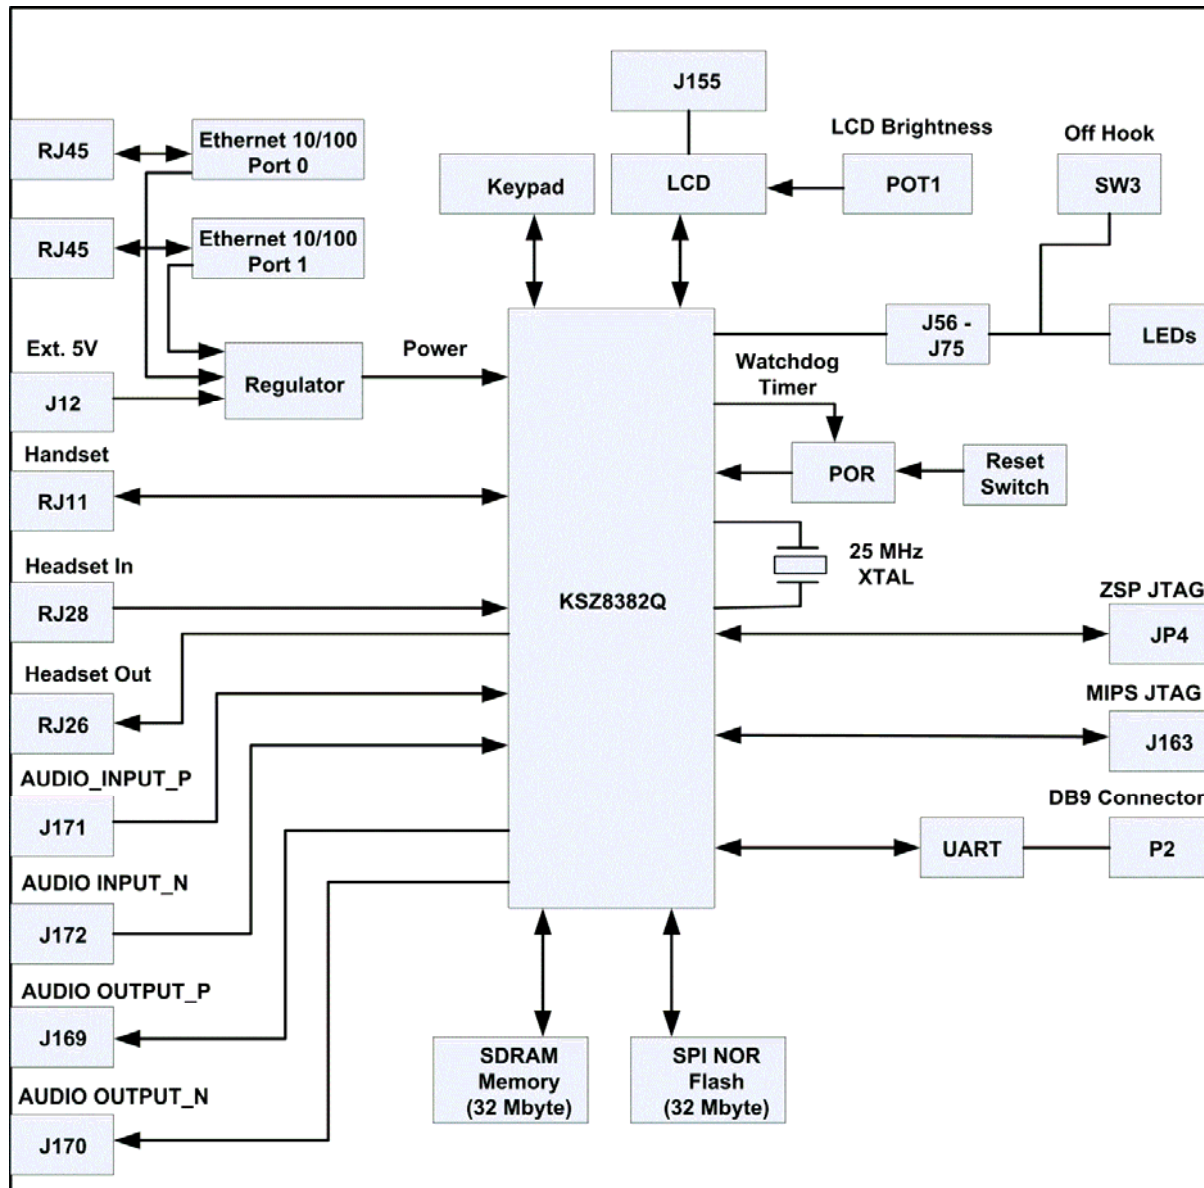 J155
LCD Brightness
Off Hook
RJ45
Ethernet 10/100
Port 0
Keypad
LCD
POT1
SW3
RJ45
Ethernet 10/100
Port 1
Ext. 5V
Power
J56 -
J75
LEDs
J12
Regulator
Watchdog
Timer
Handset
RJ11
POR
Reset
Switch
Headset In
RJ28
KSZ8382Q
25 MHz
XTAL
ZSP JTAG
JP4
Headset Out
RJ26
MIPS JTAG
J163
AUDIO_INPUT_P
J171
DB9 Connector
UART
P2
AUDIO INPUT_N
J172
AUDIO OUTPUT_P
J169
SDRAM
Memory
(32 Mbyte)
SPI NOR
Flash
(32 Mbyte)
AUDIO OUTPUT_N
J170